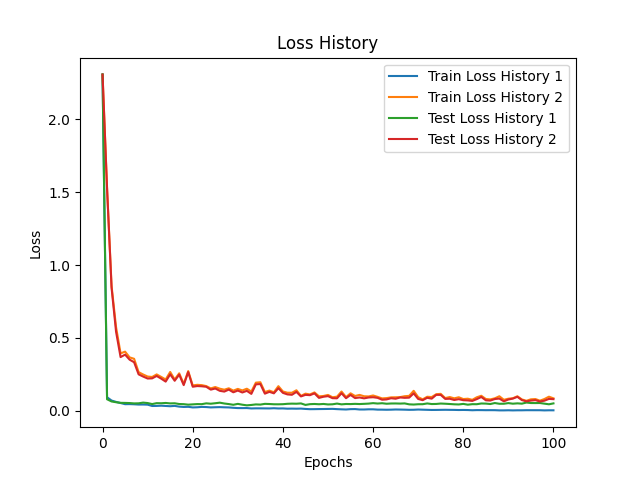 Loss History
Train Loss History 1
Train Loss History 2
Test Loss History 1
Test Loss History 2
2.0
1.5
1.0
0.5
0.0
Loss
0 20 40 60 80 100
Epochs